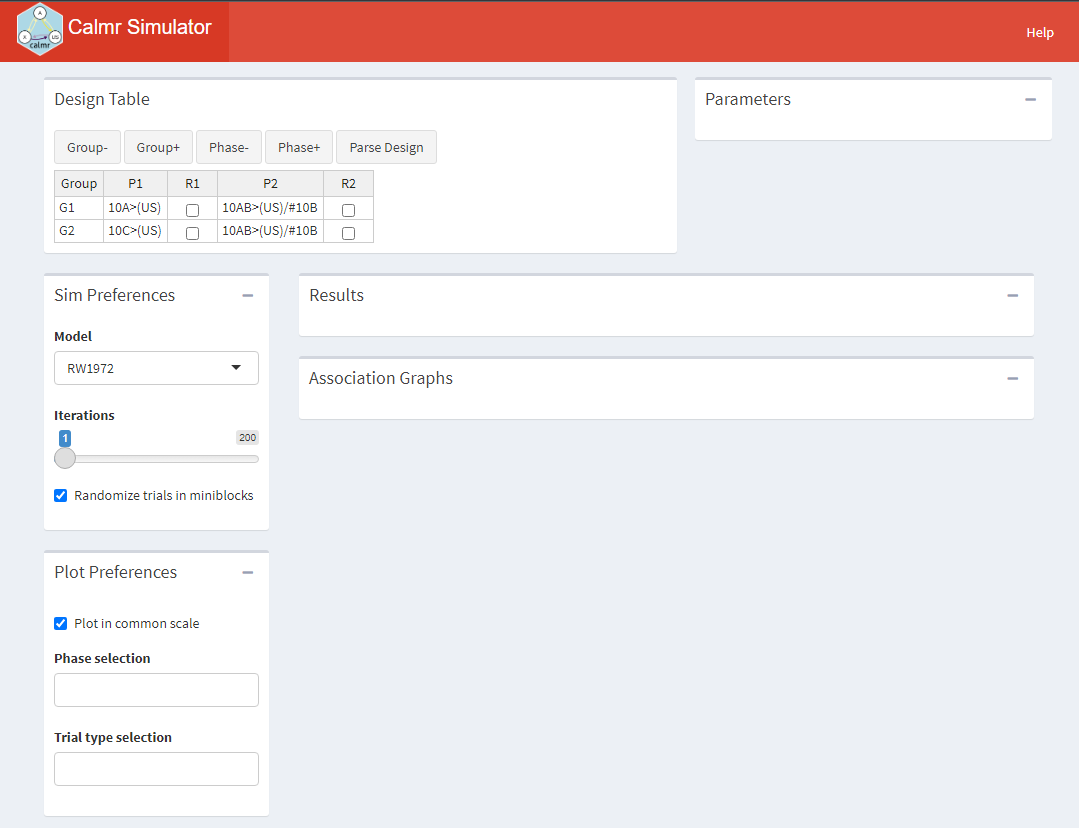 A
X
US
calmr
Calmr Simulator
Help
Design Table
Group-
Group+
Phase-
Phase+
Parse Design
Group P1 R1 P2 R2
G1 10A>(US) 10AB>(US)/#10B
G2 10C>(US) 10AB>(US)/#10B
Parameters
Sim Preferences
Model
RW1972
Iterations
1
200
Randomize trials in miniblocks
Results
Association Graphs
Plot Preferences
Plot in common scale
Phase selection
Trial type selection